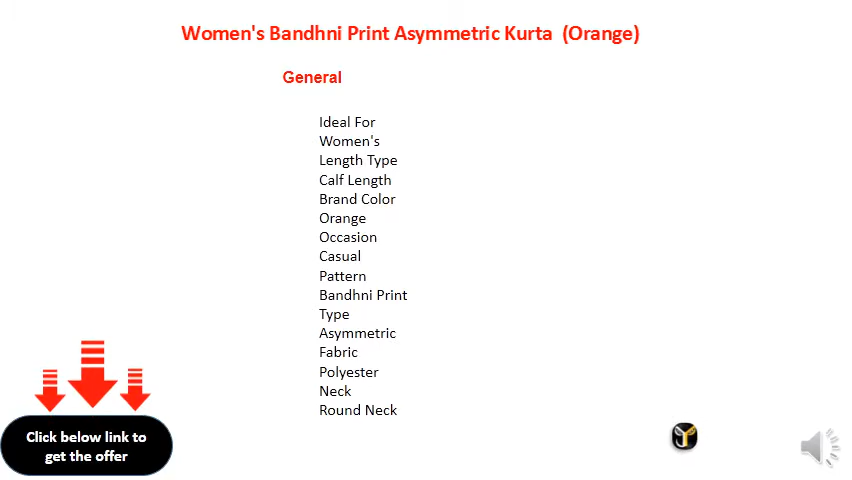 Women's Bandhni Print Asymmetric Kurta  (Orange)
General
Ideal For
Women's
Length Type
Calf Length
Brand Color
Orange
Occasion
Casual
Pattern
Bandhni Print
Type
Asymmetric
Fabric
Polyester
Neck
Round Neck
Click below link to
get the offer